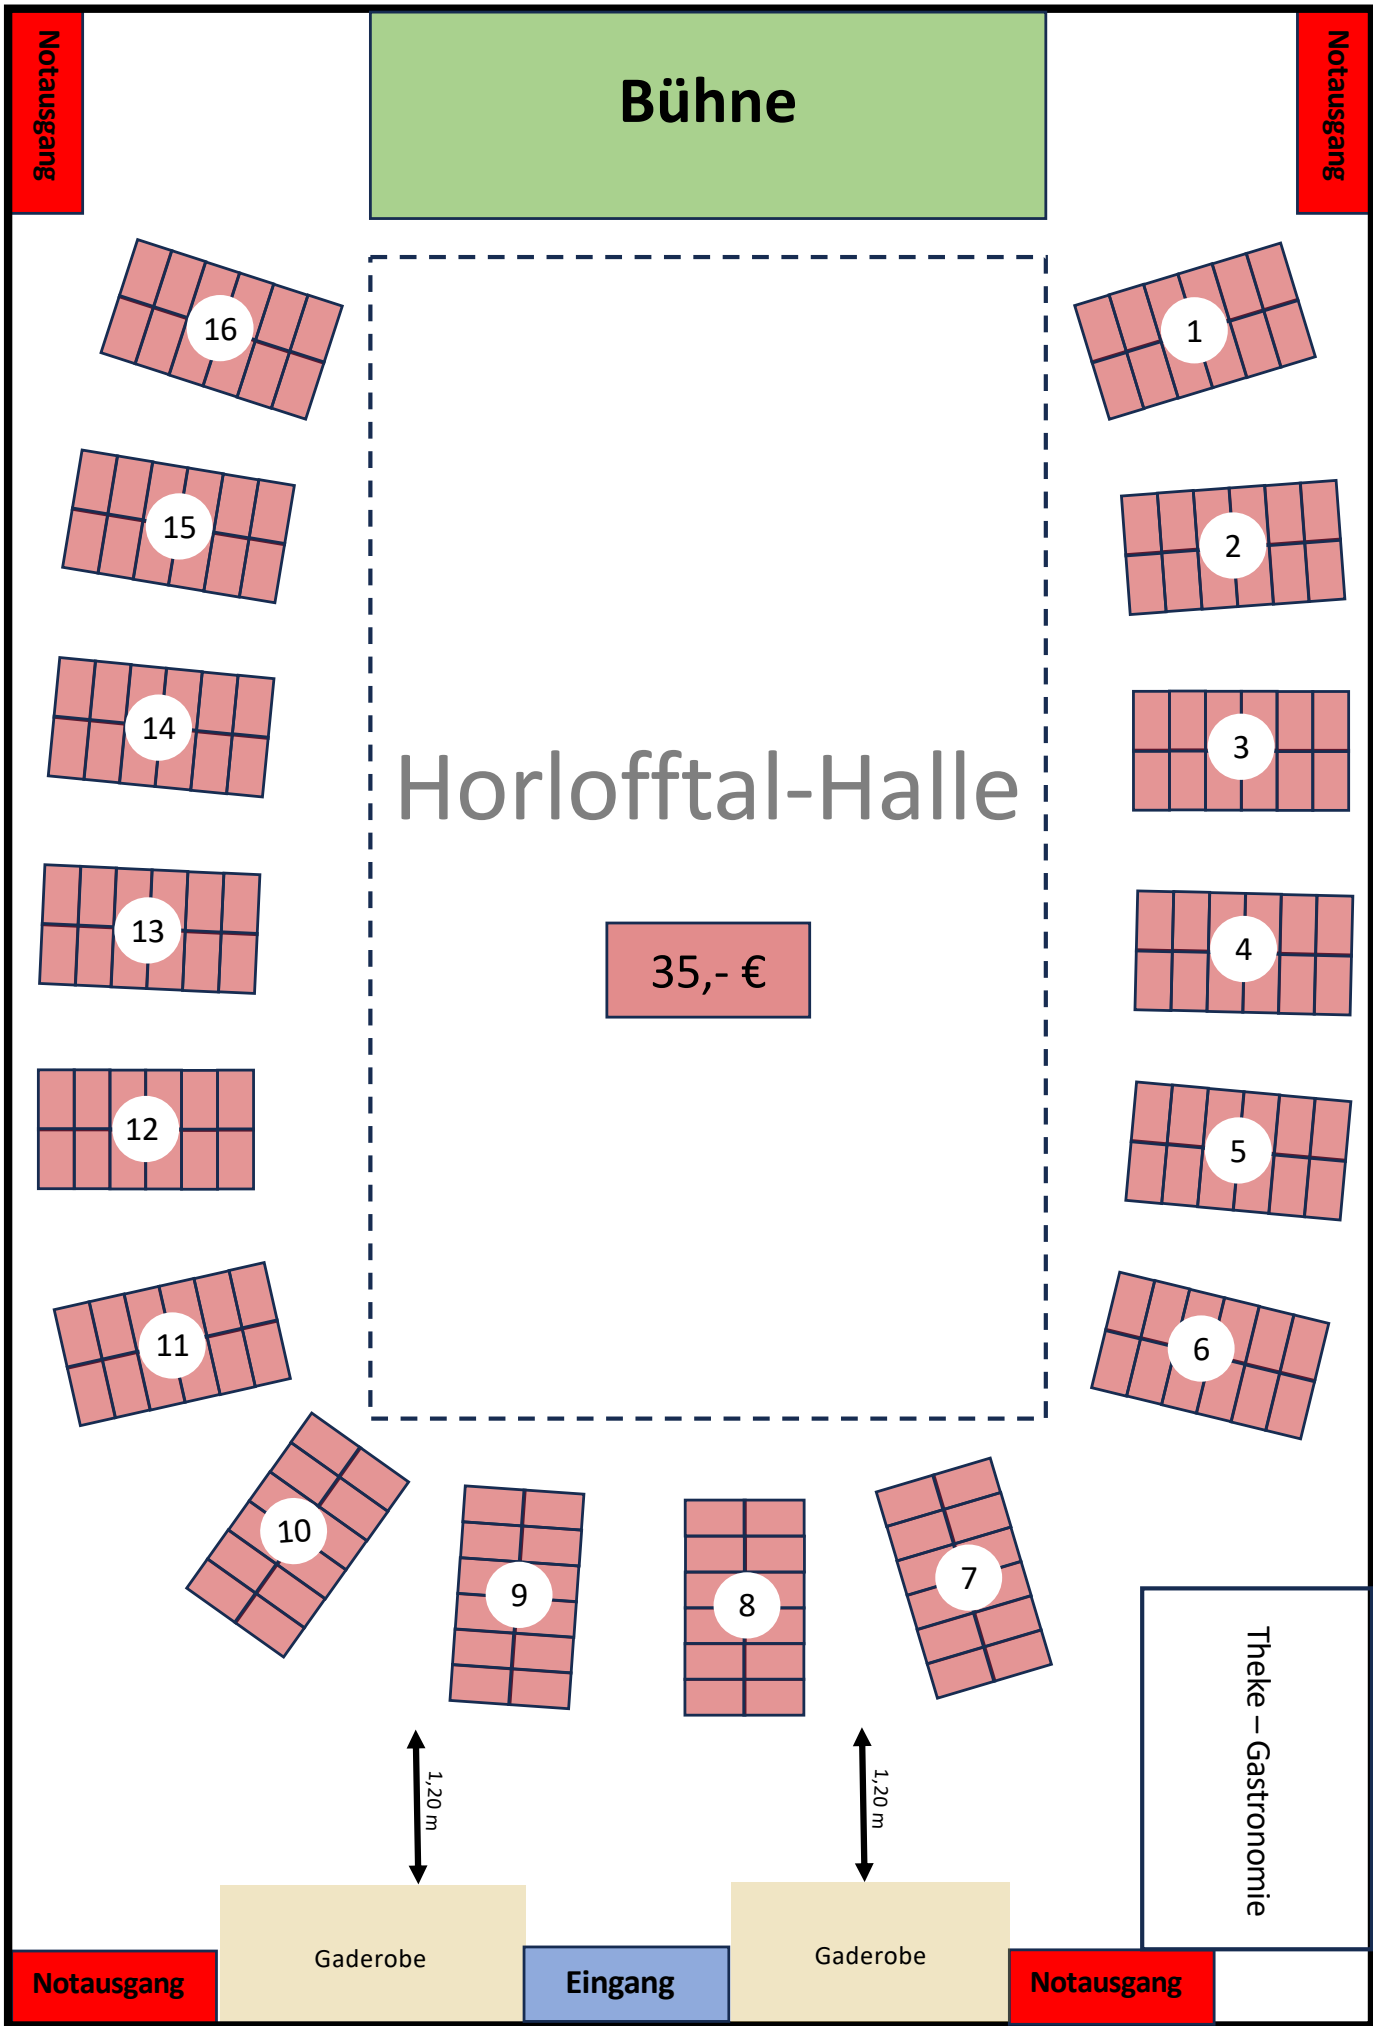 Notausgang
Bühne
Notausgang
16
1
15
2
14
3
Horlofftal-Halle
13
4
35,- €
12
5
11
6
10
9
8
7
Theke – Gastronomie
1,20 m
1,20 m
Gaderobe
Gaderobe
Notausgang
Eingang
Notausgang